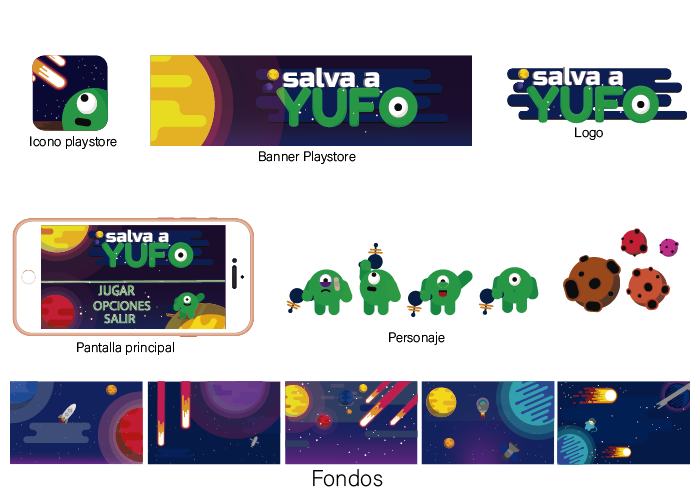 salva a
YUFO
salva a
YUFO
Icono playstore
Banner Playstore
Logo
salva a
YUFO
JUGAR
OPCIONES
SALIR
Pantalla principal
Personaje
Fondos